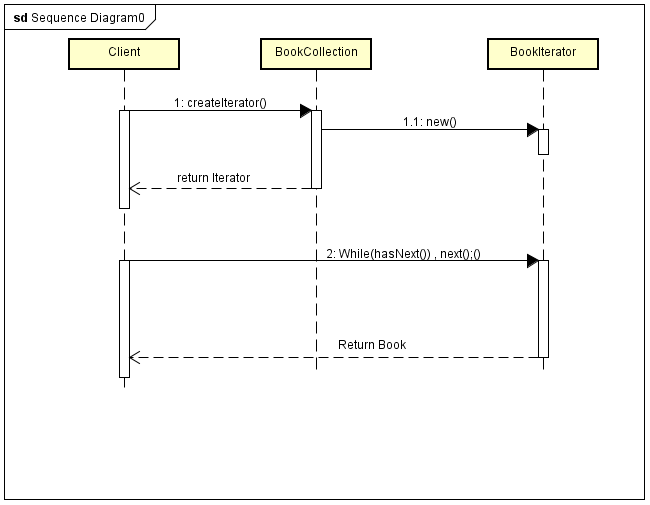 sd Sequence Diagram0
Client
BookCollection
BookIterator
1: createIterator()
1.1: new()
return Iterator
2: While(hasNext()) , next();()
Return Book